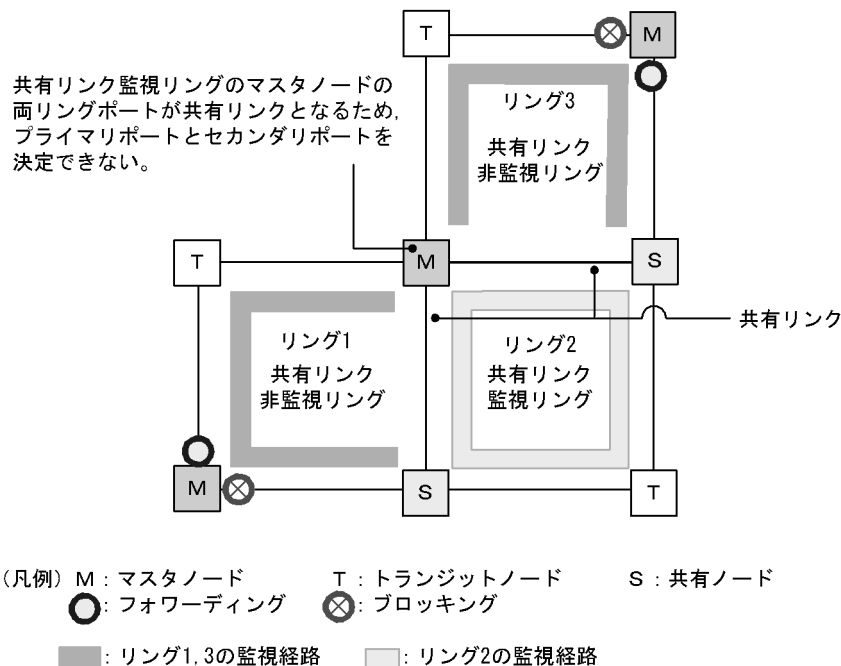 T
M
共有リンク監視リングのマスタノードの
両リングポートが共有リンクとなるため,
プライマリポートとセカンダリポートを
決定できない。
リング3
共有リンク
非監視リング
T
M
S
リング1
共有リンク
非監視リング
リング2
共有リンク
監視リング
共有リンク
M
S
T
(凡例) M:マスタノード T:トランジットノード S:共有ノード
:フォワーディング :ブロッキング
:リング1,3の監視経路 :リング2の監視経路